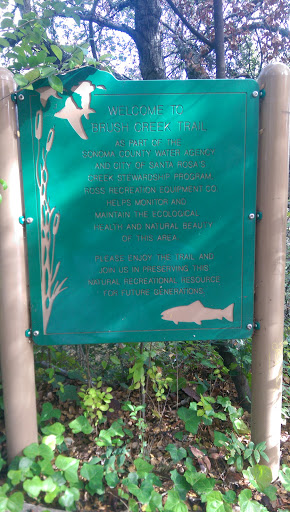 WELCOME TO
BRUSH CREEK TRAIL
AS PART OF THE
SONOMA COUNTY WATER AGENCY
AND CITY OF SANTA ROSA'S
CREEK STEWARDSHIP PROGRAM
ROSS RECREATION EQUIPMENT CO.
HELPS MONITOR AND
MAINTAIN THE ECOLOGICAL
HEALTH AND NATURAL BEAUTY
OF THIS AREA.
PLEASE ENJOY THE TRAIL AND
JOIN US IN PRESERVING THIS
NATURAL RECREATIONAL RESOURCE
FOR FUTURE GENERATIONS.